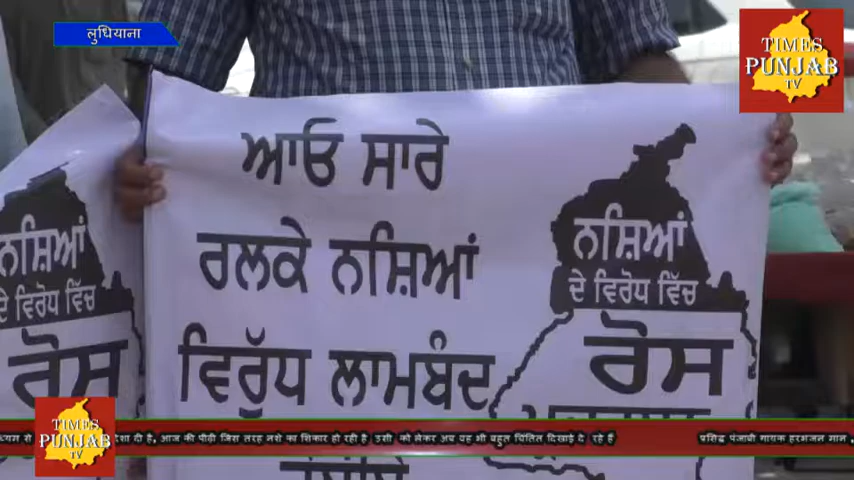 ਲੁਧਿਆਨਾ
TIMES
PUNJAB
TV
ਆਓ ਸਾਰੇ
ਰਲਕੇ ਨਸ਼ਿਆਂ
ਵਿਰੁੱਧ ਲਾਮਬੰਦ
ਨਸ਼ਿਆਂ
ਦੇ ਵਿਰੋਧ ਵਿੱਚ
ਰੋਸ
ਨਸ਼ਿਆਂ
ਦੇ ਵਿਰੋਧ ਵਿੱਚ
ਰੋਸ
TIMES
PUNJAB
TV
दी है, आज की पीढ़ी जिस तरह नशे का शिकार हो रही है उसी को लेकर अब वह भी बहुत चिंतित दिखाई दे रहे हैं
प्रसिद्ध पंजाबी गायक हरभजन मान,